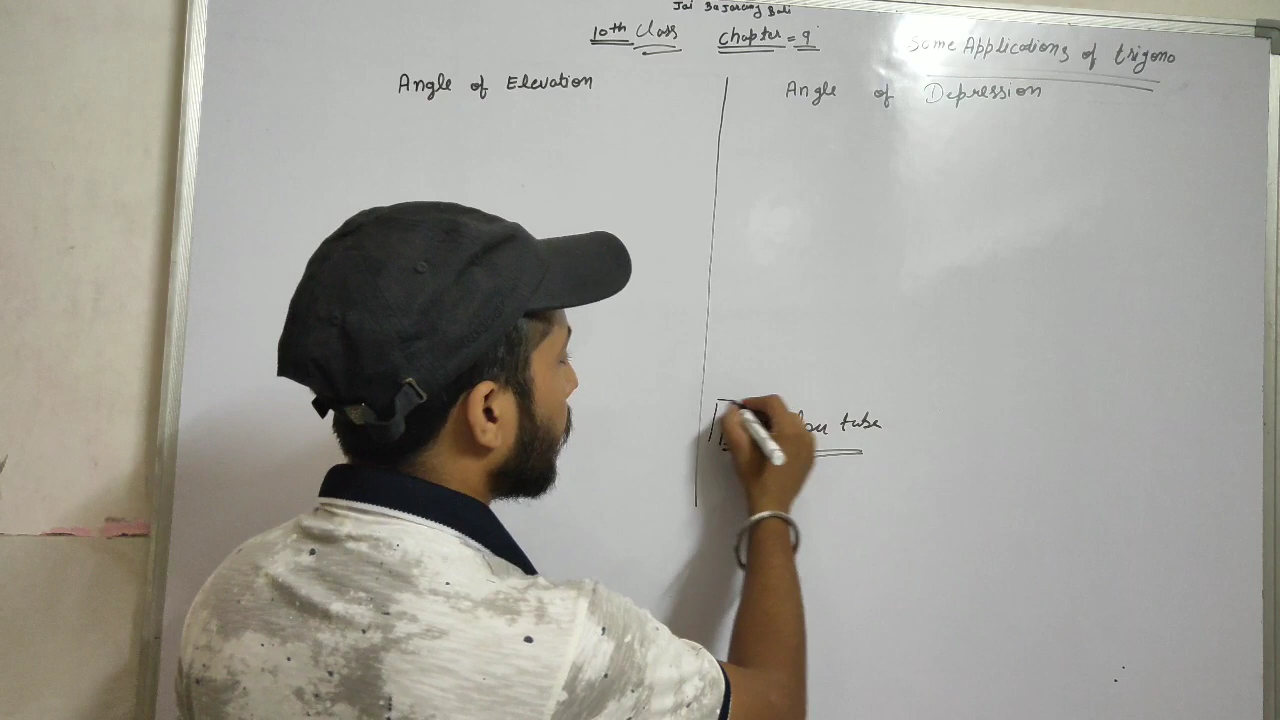 Jai Bajarang Bali
10th Class Chapter = 9
Some Applications of trigono
Angle of Elevation
Angle of Depression
tube